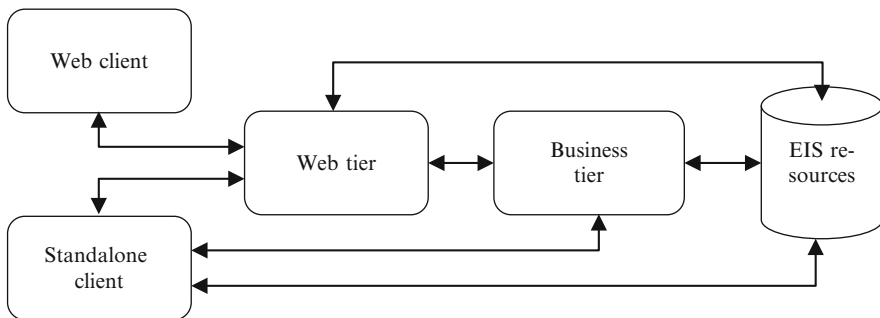 Web client
Web tier
Business
tier
EIS re-
sources
Standalone
client